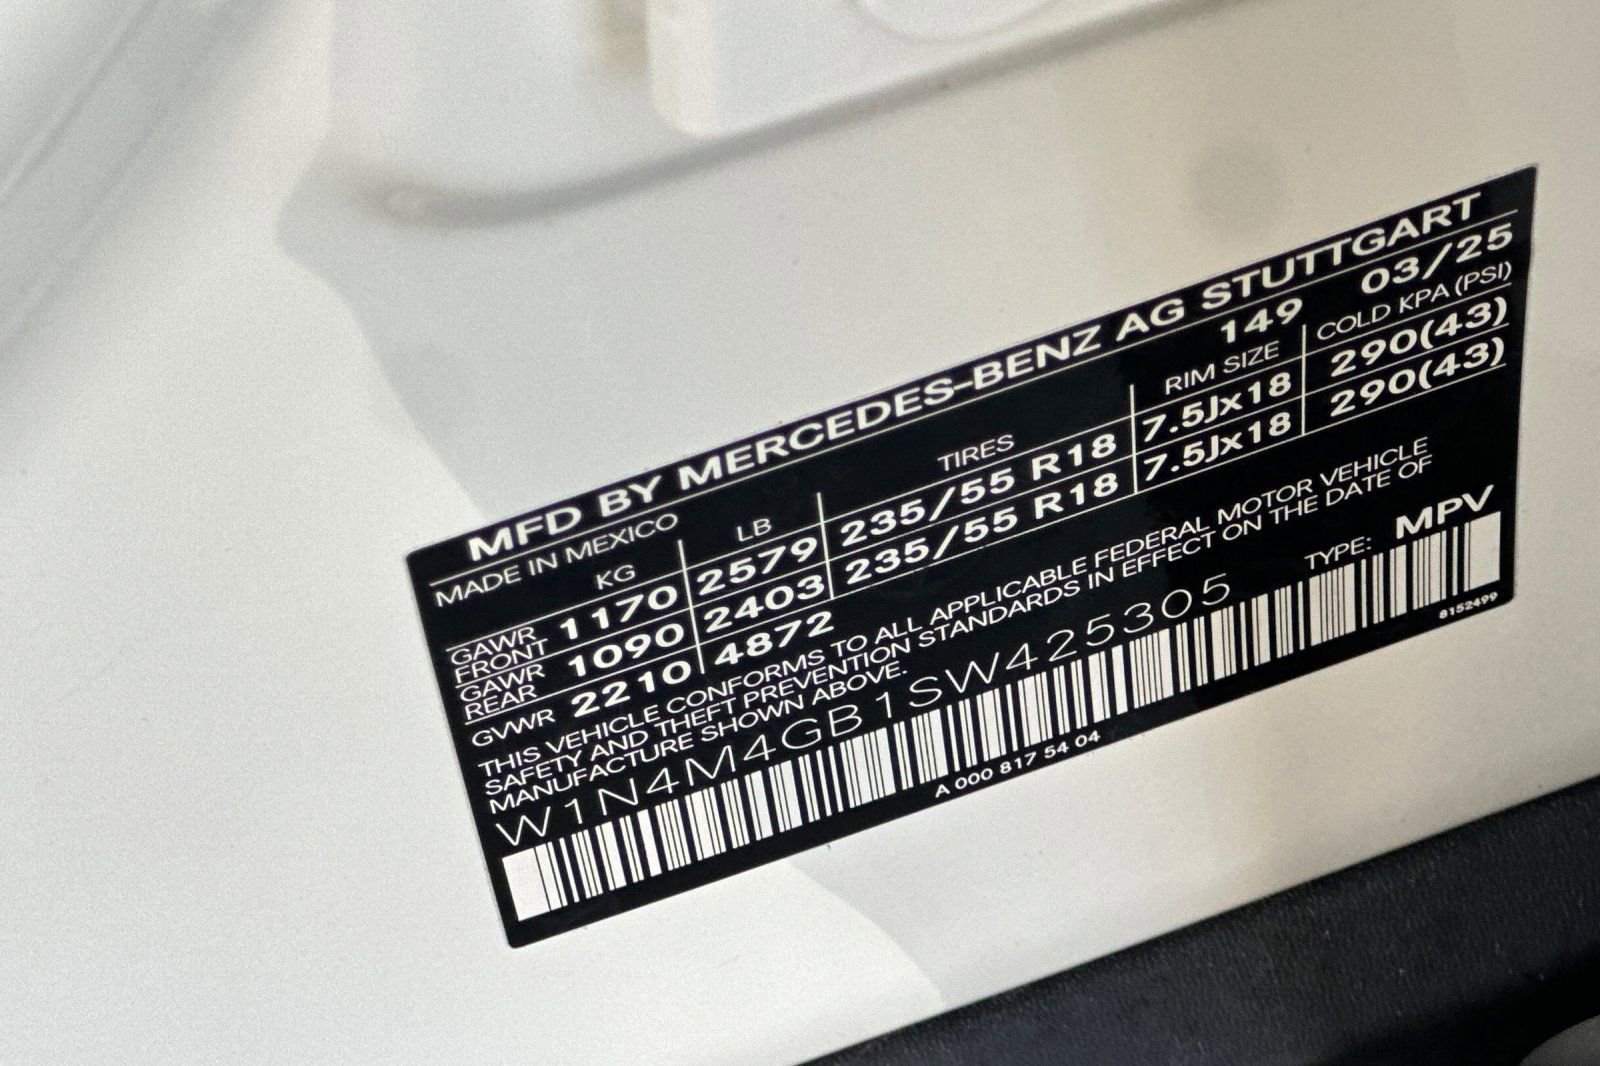 MFD BY MERCEDES-BENZ AG STUTTGART
MADE IN MEXICO 149 03/25
KG LB TIRES RIM SIZE COLD KPA (PSI)
GAWR FRONT 1170 2579 235/55 R18 7.5Jx18 290(43)
GAWR REAR 1090 2403 235/55 R18 7.5Jx18 290(43)
GVWR 2210 4872
THIS VEHICLE CONFORMS TO ALL APPLICABLE FEDERAL MOTOR VEHICLE
SAFETY AND THEFT PREVENTION STANDARDS IN EFFECT ON THE DATE OF
MANUFACTURE SHOWN ABOVE.
W1N4M4GB1SW425305 TYPE: MPV
A 000 817 54 04 8152499